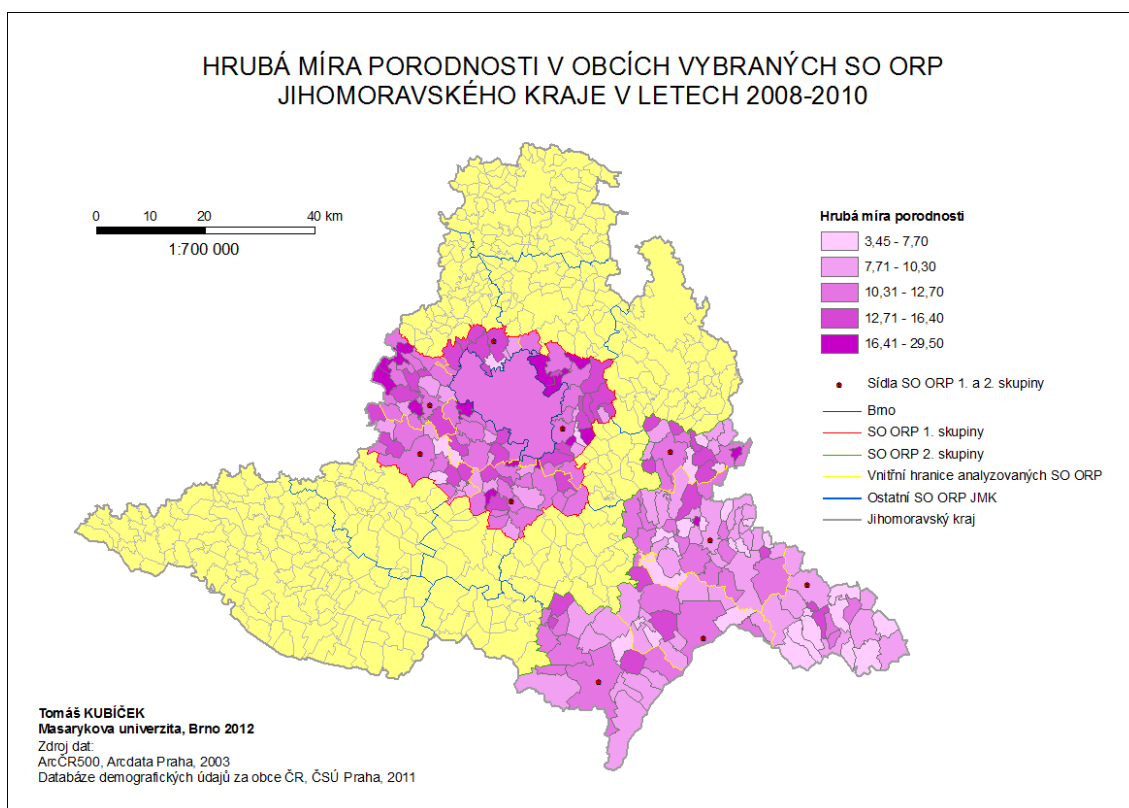 HRUBÁ MÍRA PORODNOSTI V OBCÍCH VYBRANÝCH SO ORP
JIHOMORAVSKÉHO KRAJE V LETECH 2008-2010
0 10 20 40 km
1:700 000
Hrubá míra porodnosti
3,45 - 7,70
7,71 - 10,30
10,31 - 12,70
12,71 - 16,40
16,41 - 29,50
Sídla SO ORP 1. a 2. skupiny
Brno
SO ORP 1. skupiny
SO ORP 2. skupiny
Vnitřní hranice analyzovaných SO ORP
Ostatní SO ORP JMK
Jihomoravský kraj
Tomáš KUBÍČEK
Masarykova univerzita, Brno 2012
Zdroj dat:
ArcČR500, Arcdata Praha, 2003
Databáze demografických údajů za obce ČR, ČSÚ Praha, 2011